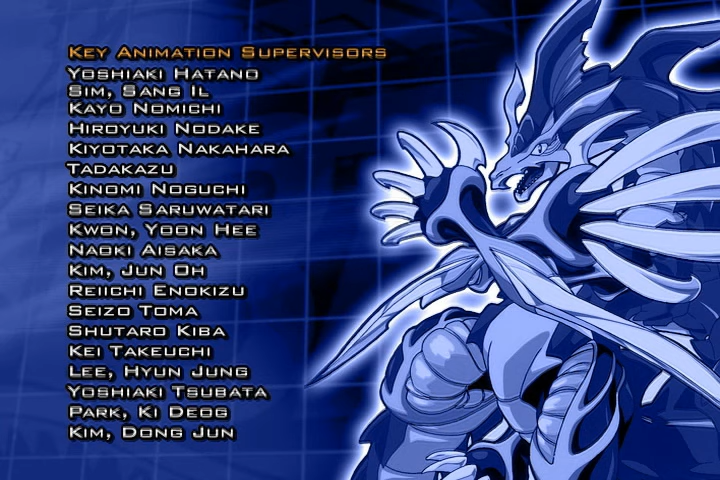 Key Animation Supervisors
Yoshiaki Hatano
Sim, Sang Il
Kayo Nomichi
Hiroyuki Nodake
Kiyotaka Nakahara
Tadakazu
Kinomi Noguchi
Seika Saruwatari
Kwon, Yoon Hee
Naoki Aisaka
Kim, Jun Oh
Reiichi Enokizu
Seizo Toma
Shutaro Kiba
Kei Takeuchi
Lee, Hyun Jung
Yoshiaki Tsubata
Park, Ki Deog
Kim, Dong Jun